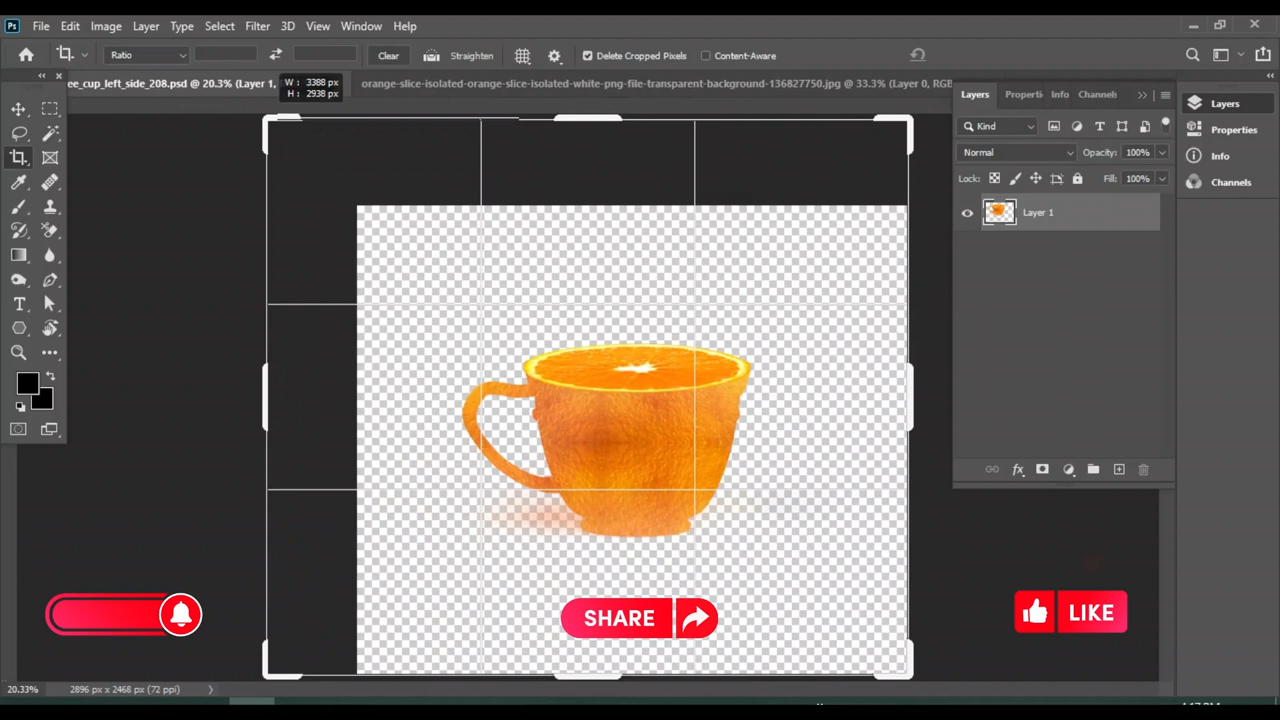 Ps File Edit Image Layer Type Select Filter 3D View Window Help
Ratio Clear Straighten Delete Cropped Pixels Content-Aware
ee_cup_left_side_208.psd @ 20.3% (Layer 1,
W : 3388 px
H : 2938 px
orange-slice-isolated-orange-slice-isolated-white-png-file-transparent-background-136827750.jpg @ 33.3% (Layer 0, RGB
Layers Properti Info Channels
Kind
Normal Opacity: 100%
Lock: Fill: 100%
Layer 1
fx
Layers
Properties
Info
Channels
SHARE
LIKE
20.33% 2896 px x 2468 px (72 ppi)